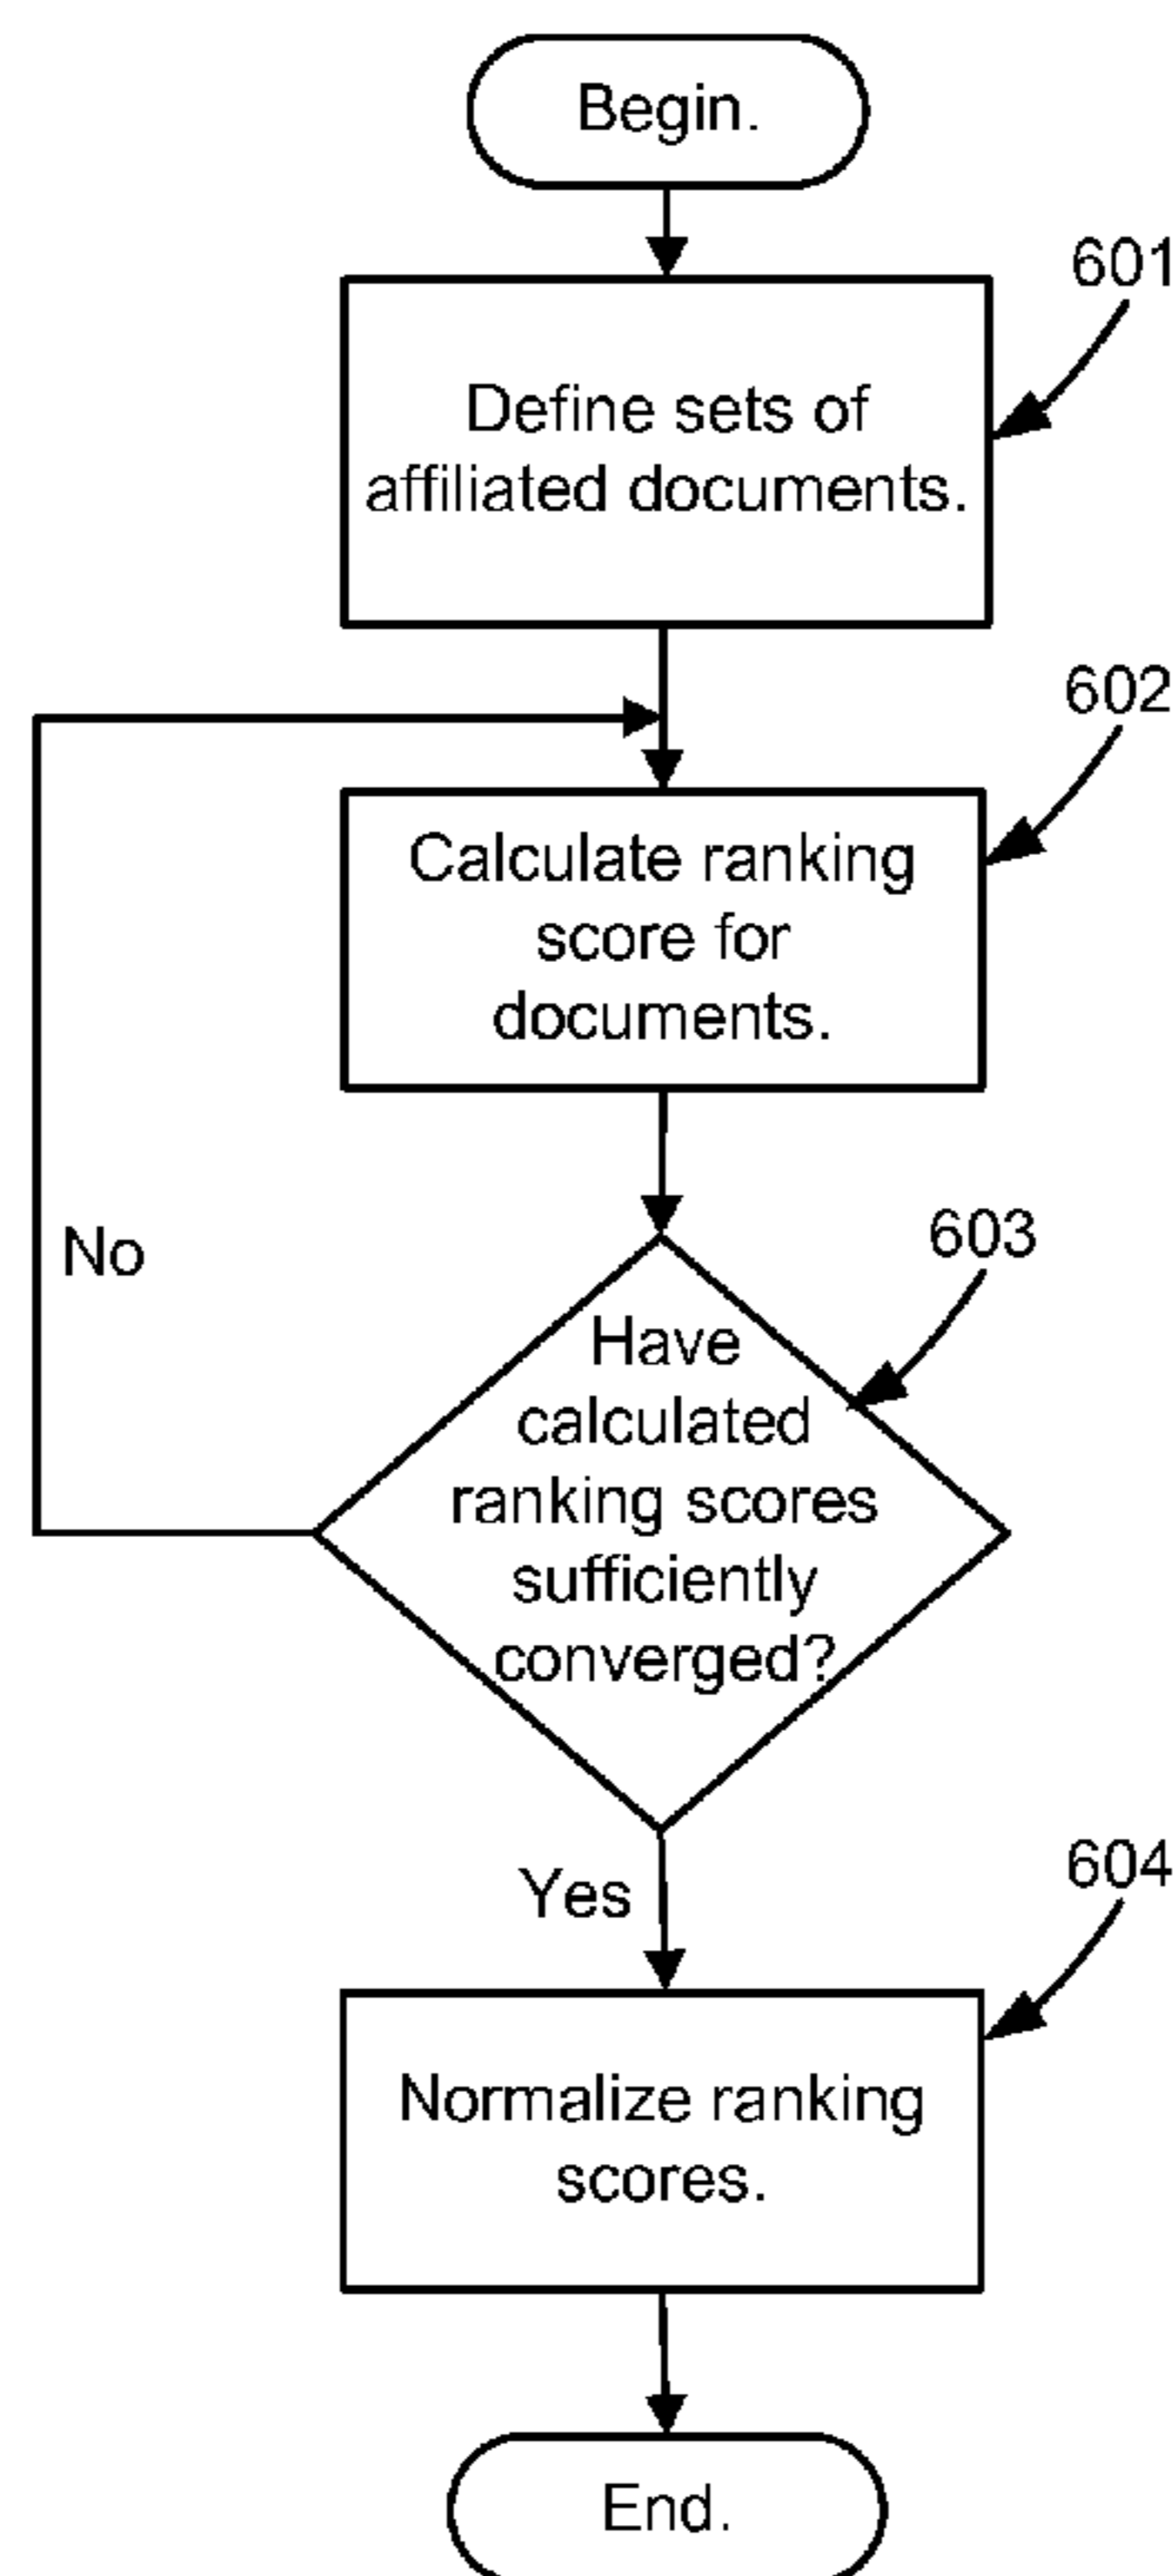 Begin.
601
Define sets of
affiliated documents.
602
Calculate ranking
score for
documents.
603
No
Have
calculated
ranking scores
sufficiently
converged?
Yes
604
Normalize ranking
scores.
End.